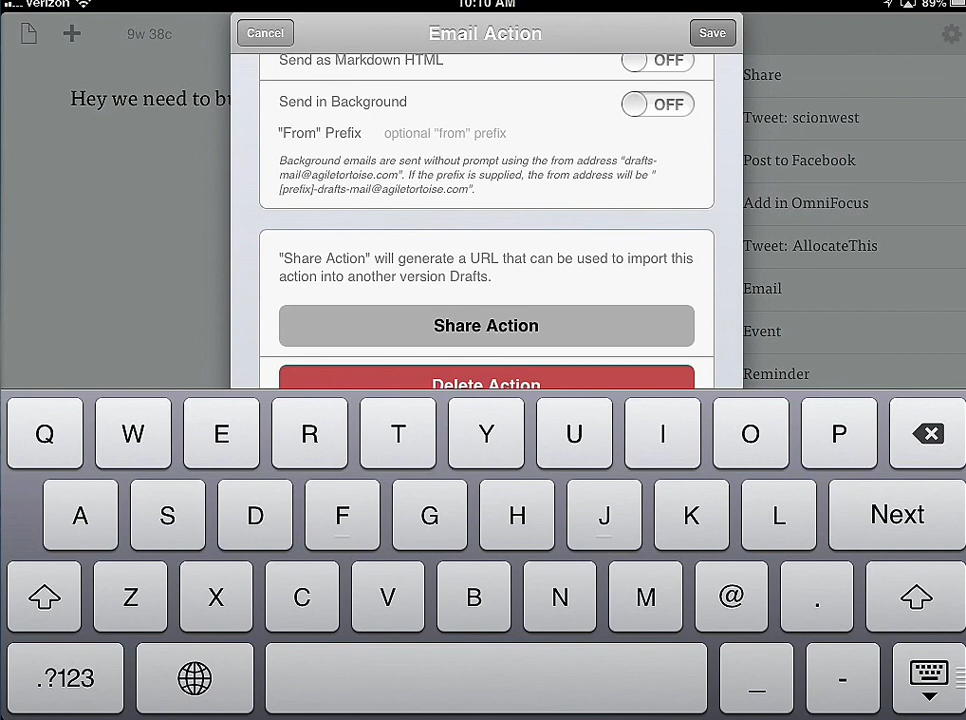 Verizon 10:10 AM 89%
9w 38c
Hey we need to bu
Cancel Email Action Save
Send as Markdown HTML OFF
Send in Background OFF
"From" Prefix optional "from" prefix
Background emails are sent without prompt using the from address "drafts-
mail@agiletortoise.com". If the prefix is supplied, the from address will be "
[prefix]-drafts-mail@agiletortoise.com".
"Share Action" will generate a URL that can be used to import this
action into another version Drafts.
Share Action
Delete Action
Share
Tweet: scionwest
Post to Facebook
Add in OmniFocus
Tweet: AllocateThis
Email
Event
Reminder
Q W E R T Y U I O P
A S D F G H J K L Next
Z X C V B N M @ .
.?123 _ -